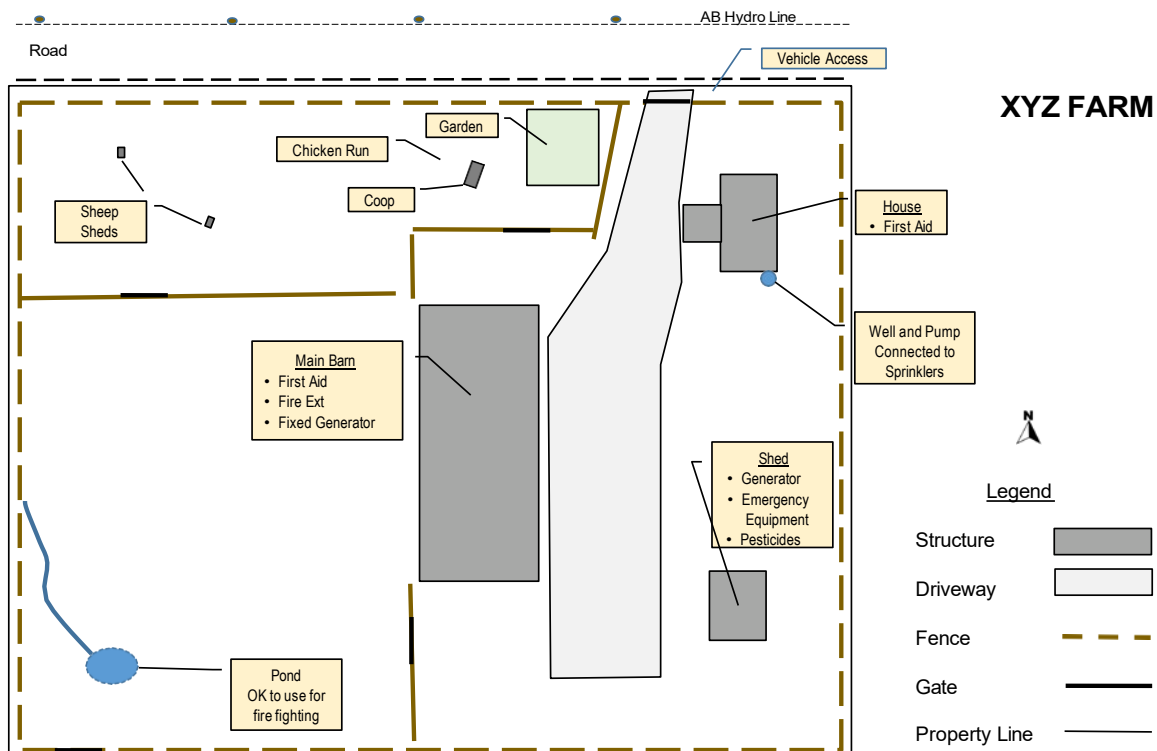 AB Hydro Line
Road
Vehicle Access
XYZ FARM
Garden
Chicken Run
Coop
Sheep
Sheds
House
• First Aid
Well and Pump
Connected to
Sprinklers
Main Barn
• First Aid
• Fire Ext
• Fixed Generator
N
Shed
• Generator
• Emergency
Equipment
• Pesticides
Pond
OK to use for
fire fighting
Legend
Structure
Driveway
Fence
Gate
Property Line